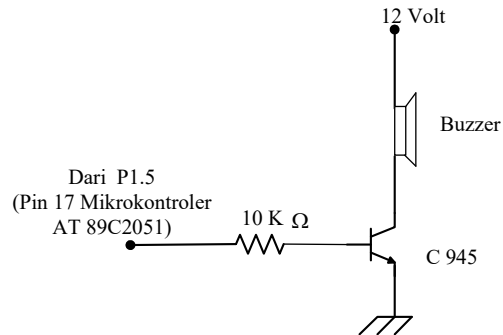 12 Volt
Buzzer
Dari P1.5
(Pin 17 Mikrokontroler
AT 89C2051)
10 K Ω
C 945